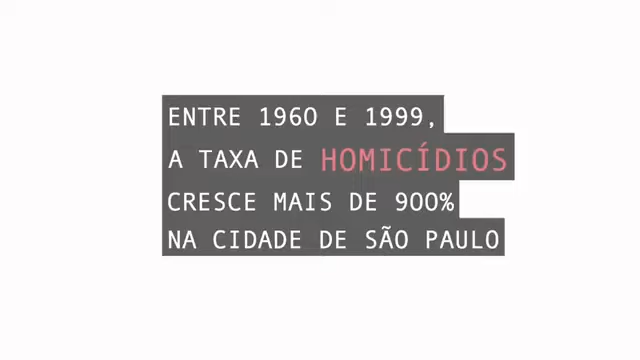 ENTRE 1960 E 1999,
A TAXA DE HOMICÍDIOS
CRESCE MAIS DE 900%
NA CIDADE DE SÃO PAULO